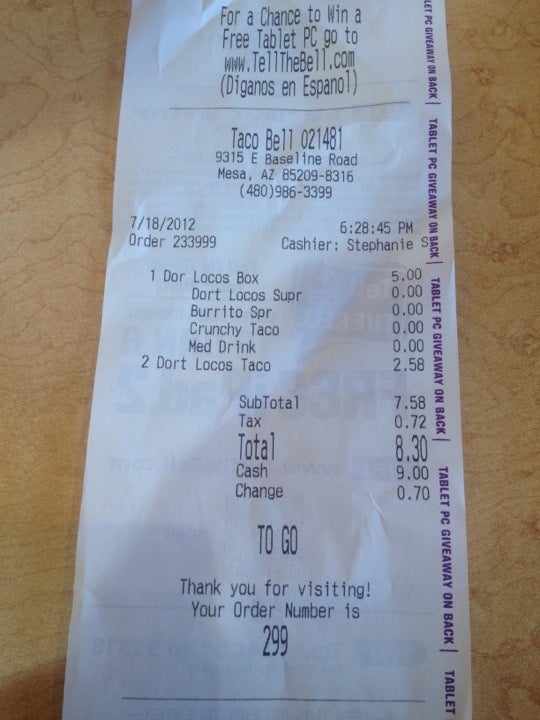 For a Chance to Win a
Free Tablet PC go to
www.TellTheBell.com
(Diganos en Espanol)
Taco Bell 021481
9315 E Baseline Road
Mesa, AZ 85209-8316
(480)986-3399
7/18/2012 6:28:45 PM
Order 233999 Cashier: Stephanie S
1 Dor Locos Box 5.00
Dort Locos Supr 0.00
Burrito Spr 0.00
Crunchy Taco 0.00
Med Drink 0.00
2 Dort Locos Taco 2.58
SubTotal 7.58
Tax 0.72
Total 8.30
Cash 9.00
Change 0.70
TO GO
Thank you for visiting!
Your Order Number is
299
TABLET PC GIVEAWAY ON BACK
TABLET PC GIVEAWAY ON BACK
TABLET PC GIVEAWAY ON BACK
TABLET PC GIVEAWAY ON BACK
TABLET